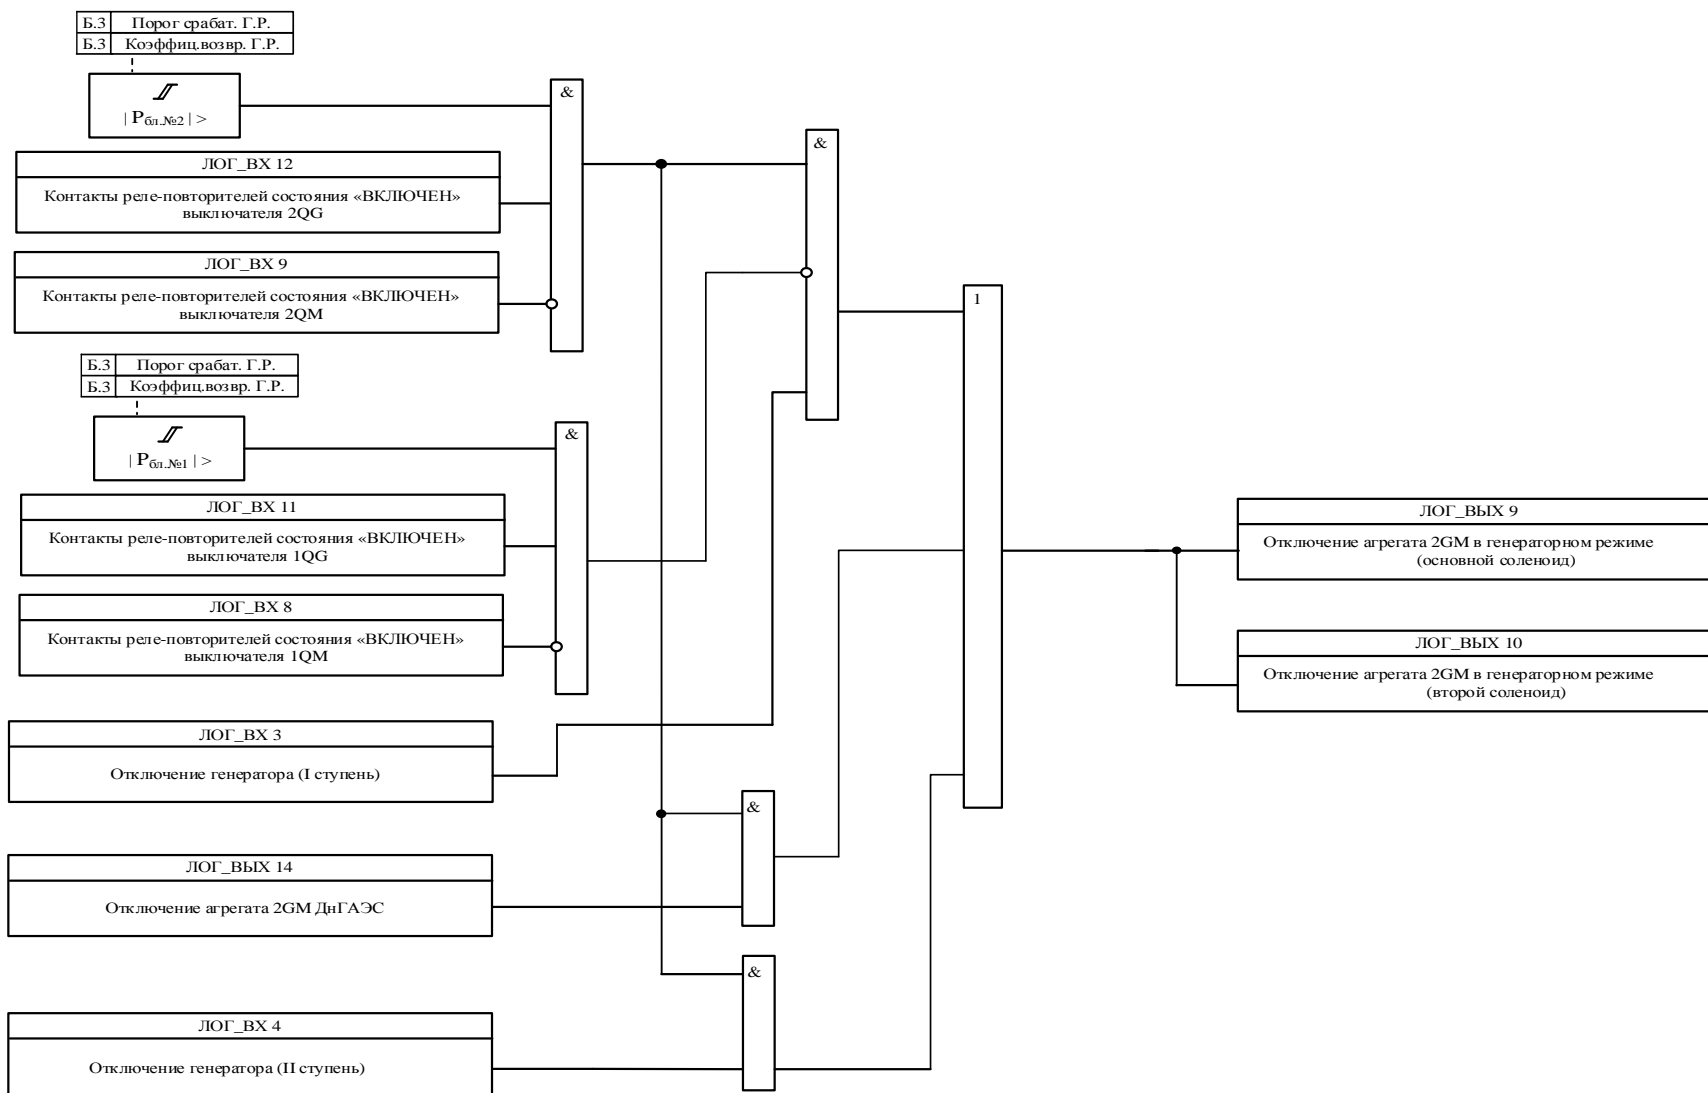 Б.3 Порог срабат. Г.Р.
Б.3 Коэффиц.возвр. Г.Р.
| Pбл.№2 | >
&
ЛОГ_ВХ 12
Контакты реле-повторителей состояния «ВКЛЮЧЕН»
выключателя 2QG
&
ЛОГ_ВХ 9
Контакты реле-повторителей состояния «ВКЛЮЧЕН»
выключателя 2QM
1
Б.3 Порог срабат. Г.Р.
Б.3 Коэффиц.возвр. Г.Р.
| Pбл.№1 | >
&
ЛОГ_ВХ 11
Контакты реле-повторителей состояния «ВКЛЮЧЕН»
выключателя 1QG
ЛОГ_ВЫХ 9
Отключение агрегата 2GM в генераторном режиме
(основной соленоид)
ЛОГ_ВХ 8
Контакты реле-повторителей состояния «ВКЛЮЧЕН»
выключателя 1QM
ЛОГ_ВЫХ 10
Отключение агрегата 2GM в генераторном режиме
(второй соленоид)
ЛОГ_ВХ 3
Отключение генератора (I ступень)
&
ЛОГ_ВЫХ 14
Отключение агрегата 2GM ДнГАЭС
&
ЛОГ_ВХ 4
Отключение генератора (II ступень)